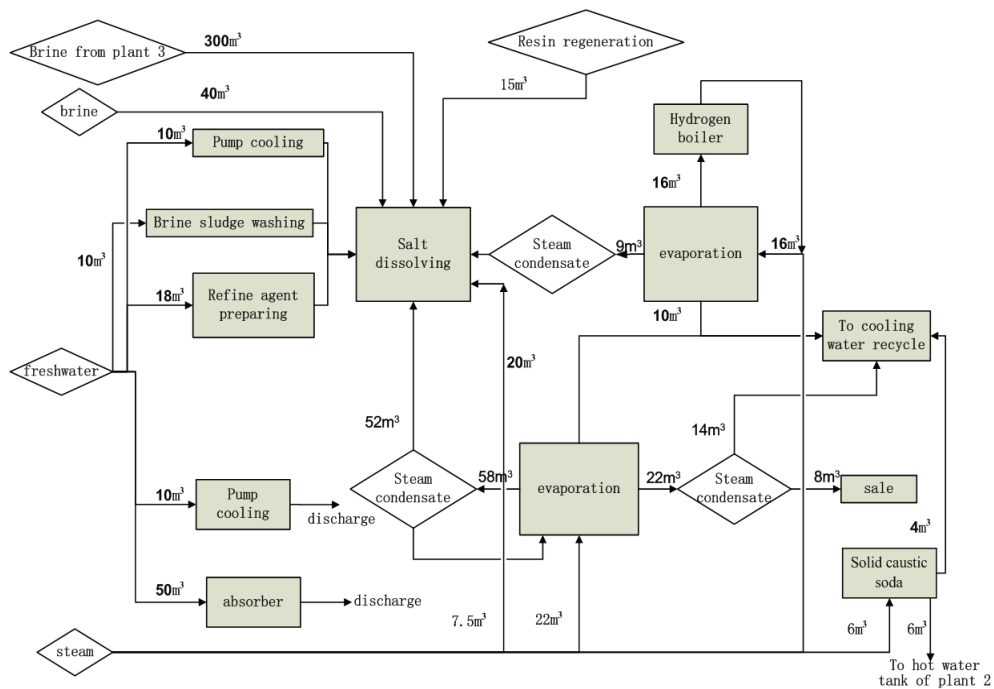 Brine from plant 3
300m³
Resin regeneration
15m³
40m³
brine
Hydrogen
boiler
10m³
Pump cooling
16m³
Brine sludge washing
Salt
dissolving
Steam
condensate
9m³
evaporation
16m³
10m³
18m³
Refine agent
preparing
10m³
To cooling
water recycle
freshwater
20m³
52m³
14m³
Steam
condensate
58m³
evaporation
22m³
Steam
condensate
8m³
sale
10m³
Pump
cooling
discharge
4m³
Solid caustic
soda
50m³
absorber
discharge
7.5m³
22m³
6m³
6m³
steam
To hot water
tank of plant 2